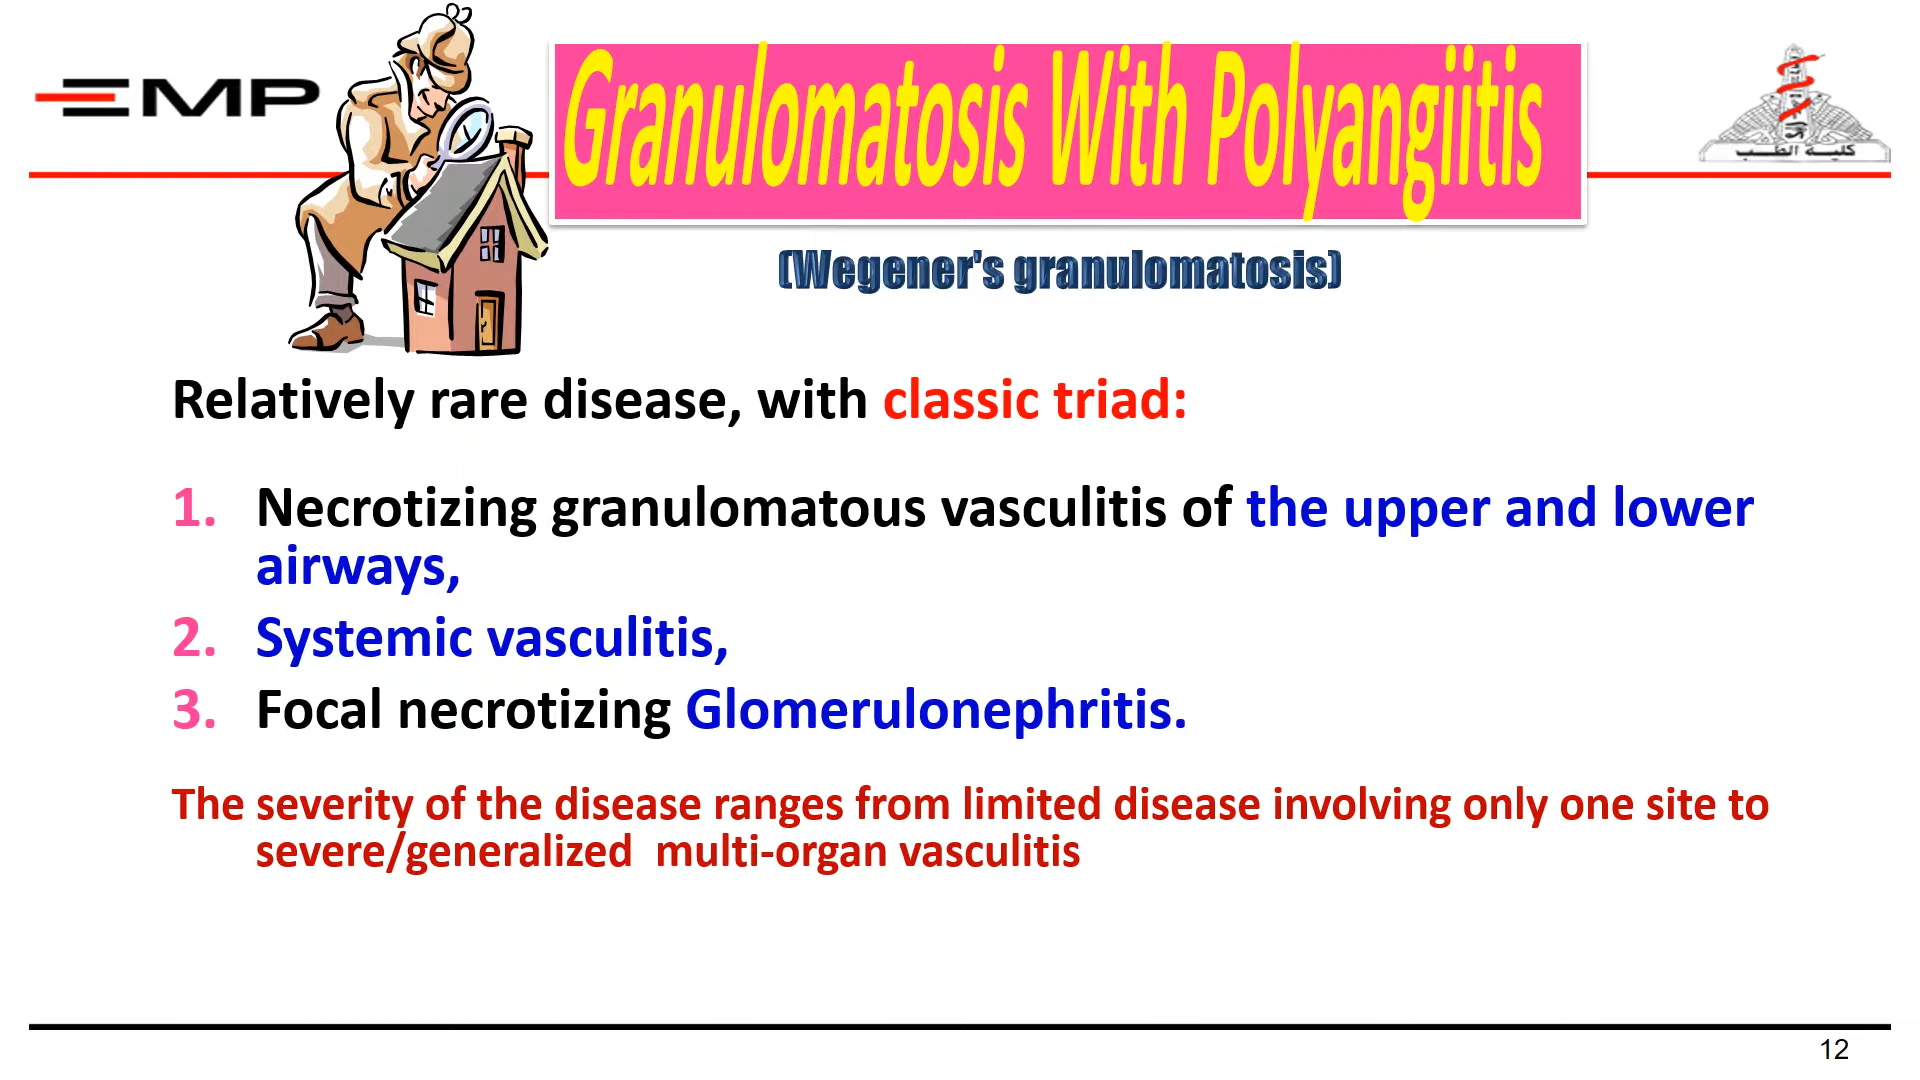 EMP
Granulomatosis With Polyangiitis
كلية الطب
(Wegener's granulomatosis)
Relatively rare disease, with classic triad:
1. Necrotizing granulomatous vasculitis of the upper and lower
airways,
2. Systemic vasculitis,
3. Focal necrotizing Glomerulonephritis.
The severity of the disease ranges from limited disease involving only one site to
severe/generalized  multi-organ vasculitis
12